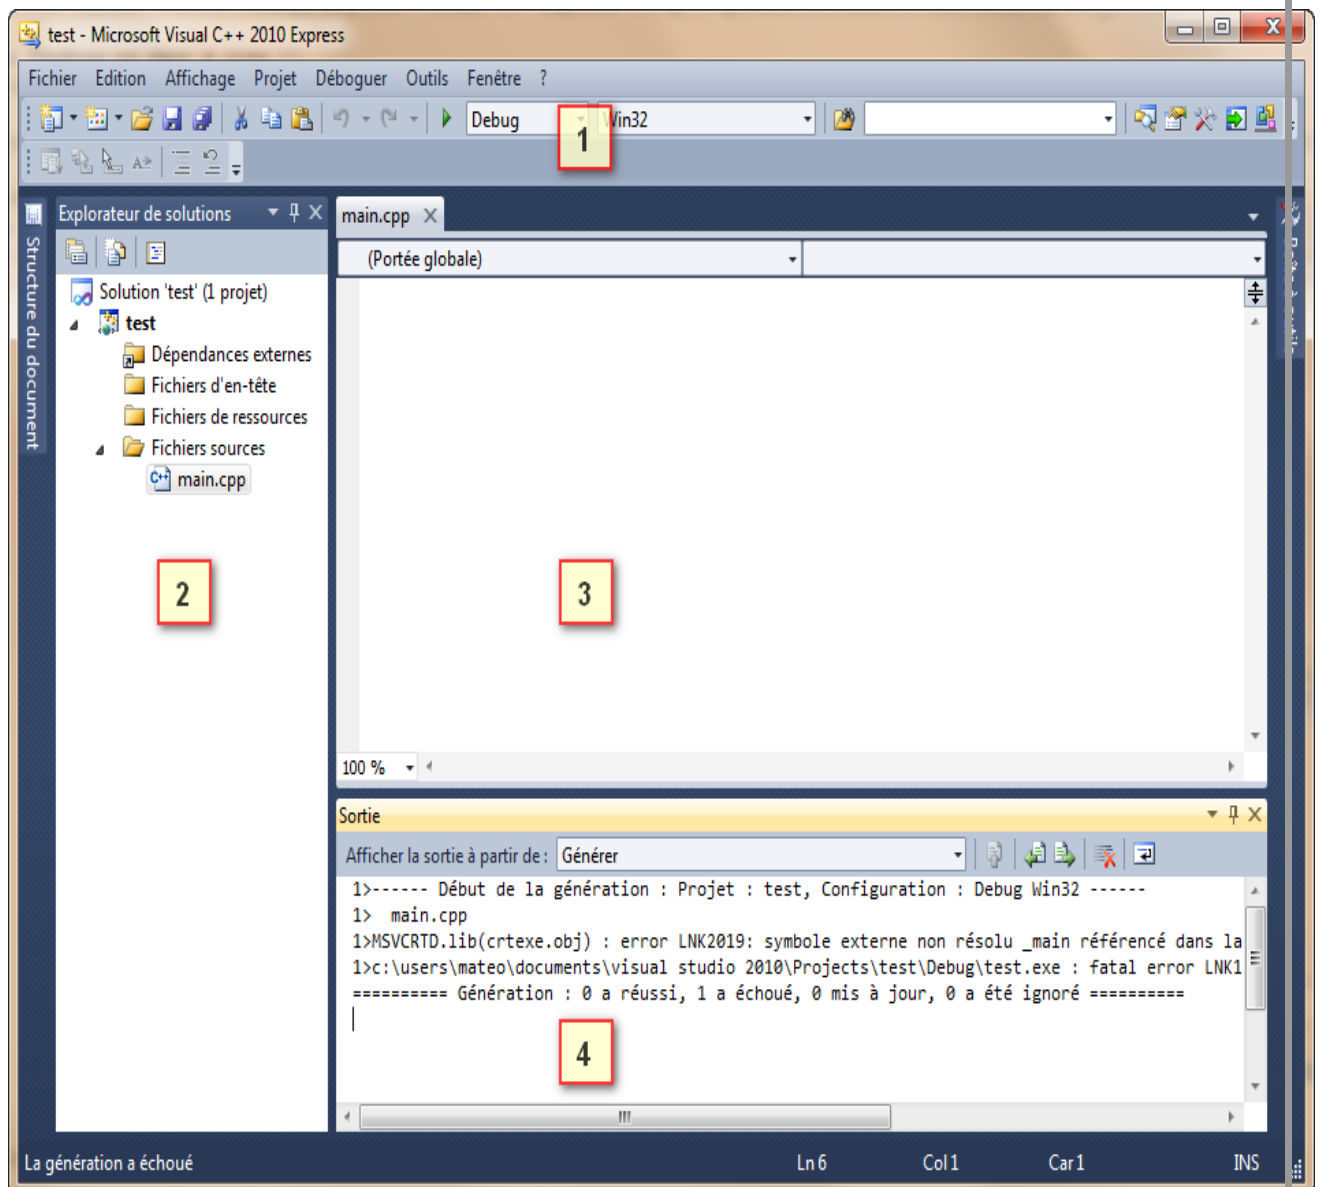 test - Microsoft Visual C++ 2010 Express
Fichier Edition Affichage Projet Déboguer Outils Fenêtre ?
Debug Win32
1
Structure du document
Explorateur de solutions
Solution 'test' (1 projet)
test
Dépendances externes
Fichiers d'en-tête
Fichiers de ressources
Fichiers sources
main.cpp
2
main.cpp
(Portée globale)
3
100 %
Sortie
Afficher la sortie à partir de : Générer
1>------ Début de la génération : Projet : test, Configuration : Debug Win32 ------
1> main.cpp
1>MSVCRTD.lib(crtexe.obj) : error LNK2019: symbole externe non résolu _main référencé dans la
1>c:\users\mateo\documents\visual studio 2010\Projects\test\Debug\test.exe : fatal error LNK1
========== Génération : 0 a réussi, 1 a échoué, 0 mis à jour, 0 a été ignoré ==========
4
La génération a échoué Ln 6 Col 1 Car 1 INS